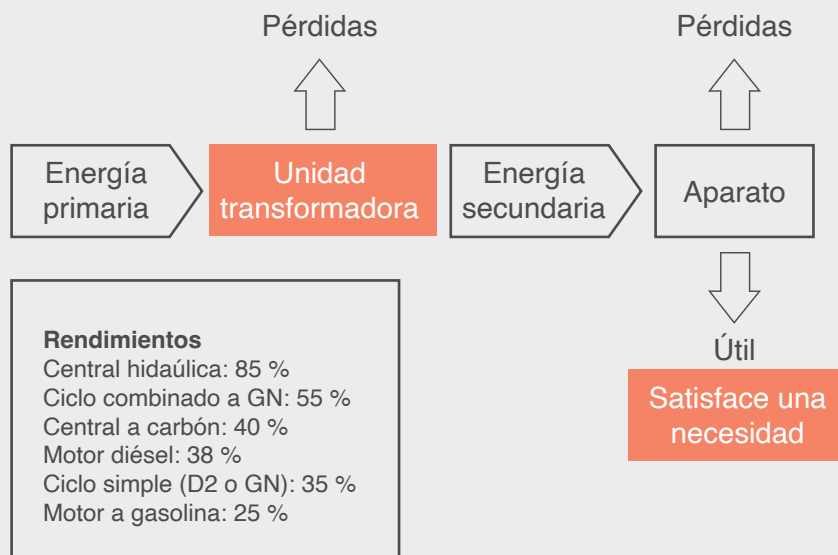 Pérdidas
Pérdidas
Energía
primaria
Unidad
transformadora
Energía
secundaria
Aparato
Útil
Satisface una
necesidad
Rendimientos
Central hidaúlica: 85 %
Ciclo combinado a GN: 55 %
Central a carbón: 40 %
Motor diésel: 38 %
Ciclo simple (D2 o GN): 35 %
Motor a gasolina: 25 %